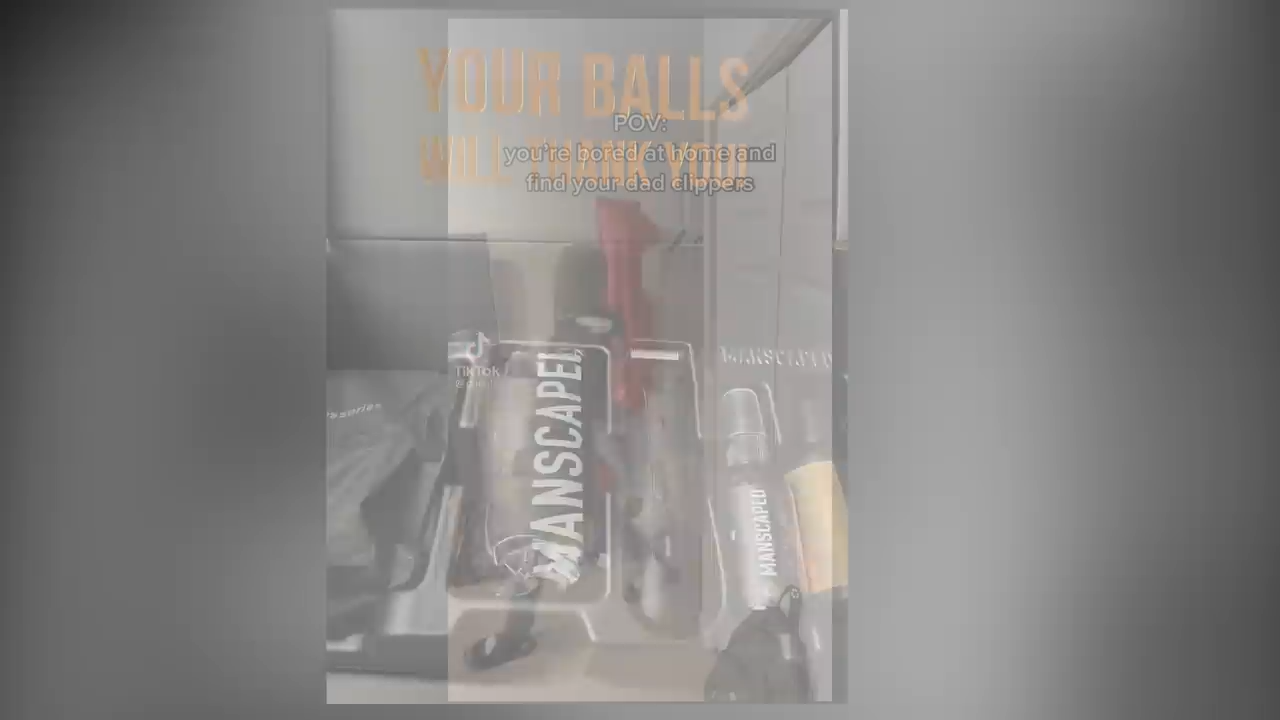 YOUR BALLS
WILL THANK YOU!
POV:
you're bored at home and
find your dad clippers
TikTok
MANSCAPED
MANSCAPED
MANSCAPED